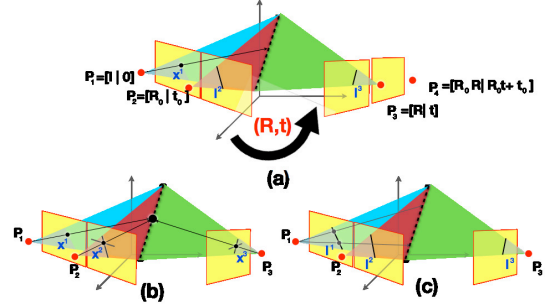 P₁=[I | 0]
x¹
P₂=[R₀ | t₀]
l²
l³
P₄=[R₀ R | R₀t+ t₀]
P₃=[R | t]
(R,t)
(a)
P₁
x¹
P₂
x²
x³
P₃
(b)
P₁
l¹
P₂
l²
l³
P₃
(c)